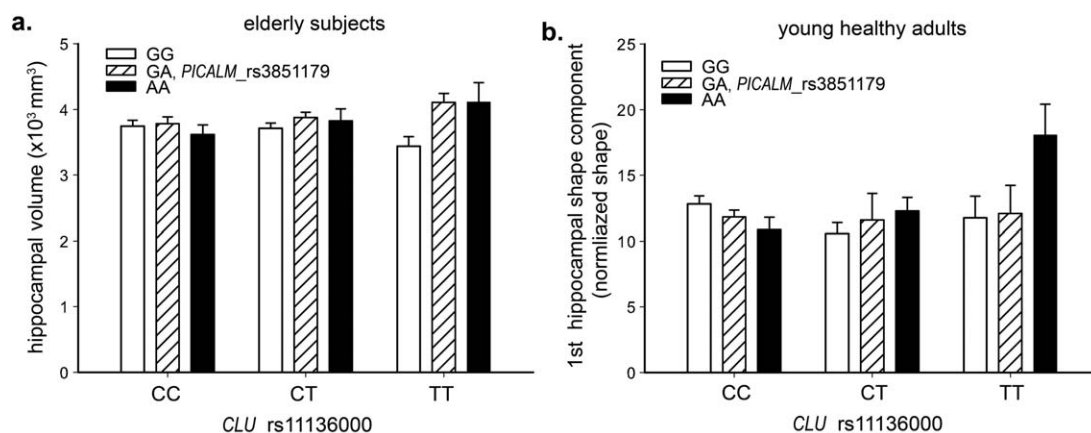 a.
elderly subjects
GG
GA, PICALM_rs3851179
AA
hippocampal volume (x10³ mm³)
5
4
3
2
1
0
CC CT TT
CLU rs11136000
b.
young healthy adults
GG
GA, PICALM_rs3851179
AA
1st hippocampal shape component
(normliazed shape)
25
20
15
10
5
0
CC CT TT
CLU rs11136000